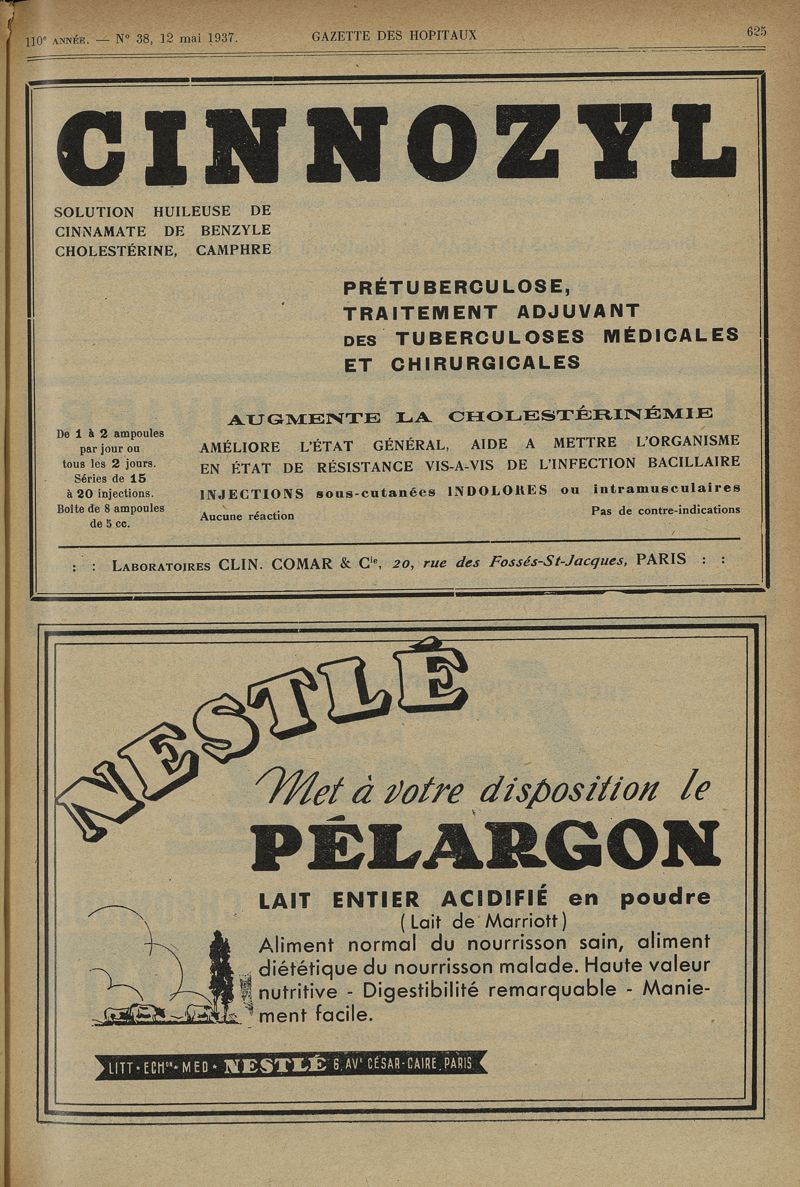 110e ANNÉE. — N° 38, 12 mai 1937. GAZETTE DES HOPITAUX 625
CINNOZYL
SOLUTION HUILEUSE DE
CINNAMATE DE BENZYLE
CHOLESTÉRINE, CAMPHRE
PRÉTUBERCULOSE,
TRAITEMENT ADJUVANT
DES TUBERCULOSES MÉDICALES
ET CHIRURGICALES
De 1 à 2 ampoules
par jour ou
tous les 2 jours.
Séries de 15
à 20 injections.
Boîte de 8 ampoules
de 5 cc.
AUGMENTE LA CHOLESTÉRINÉMIE
AMÉLIORE L'ÉTAT GÉNÉRAL, AIDE A METTRE L'ORGANISME
EN ÉTAT DE RÉSISTANCE VIS-A-VIS DE L'INFECTION BACILLAIRE
INJECTIONS sous-cutanées INDOLORES ou intramusculaires
Aucune réaction Pas de contre-indications
: : LABORATOIRES CLIN. COMAR & Cie, 20, rue des Fossés-St-Jacques, PARIS : :
NESTLÉ
Met à votre disposition le
PÉLARGON
LAIT ENTIER ACIDIFIÉ en poudre
(Lait de Marriott)
Aliment normal du nourrisson sain, aliment
diététique du nourrisson malade. Haute valeur
nutritive - Digestibilité remarquable - Manie-
ment facile.
LITT • ECHon • MED • NESTLÉ 6, AVe CÉSAR-CAIRE, PARIS